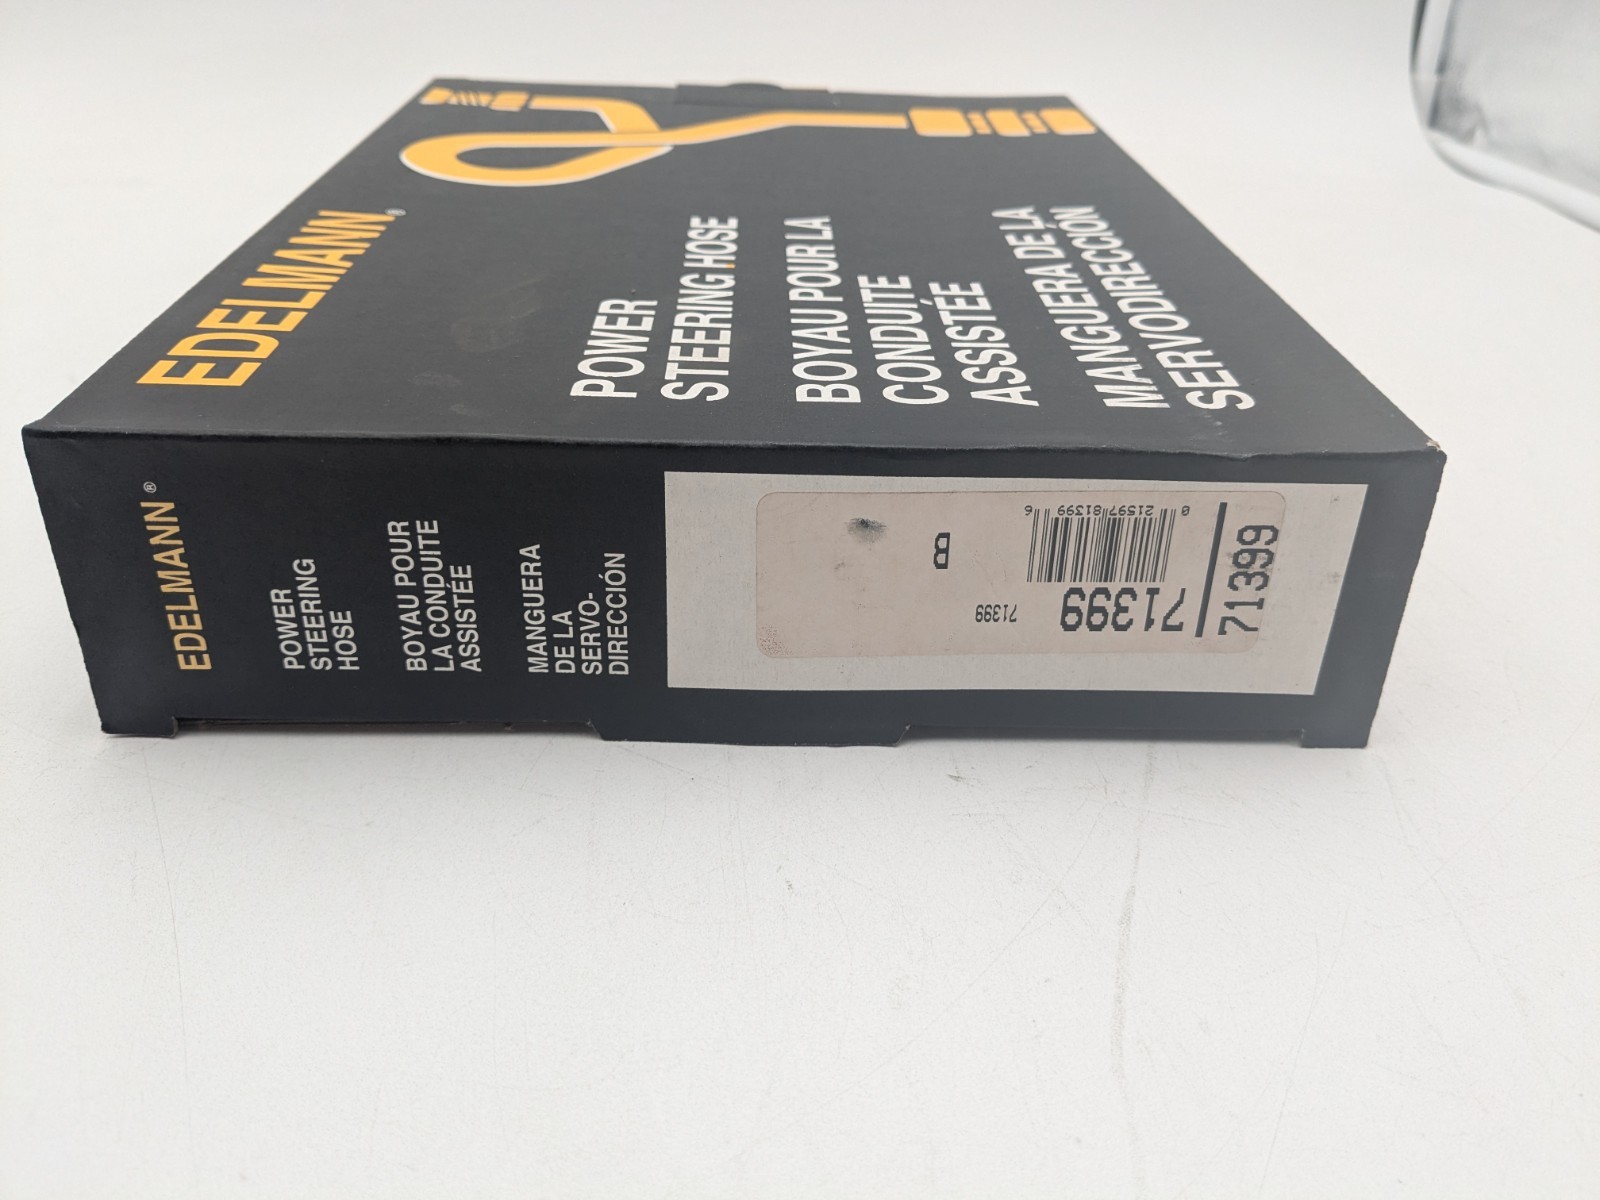 EDELMANN®
POWER
STEERING HOSE
BOYAU POUR LA
CONDUITE
ASSISTÉE
MANGUERA DE LA
SERVODIRECCIÓN
EDELMANN®
POWER
STEERING
HOSE
BOYAU POUR
LA CONDUITE
ASSISTÉE
MANGUERA
DE LA
SERVO-
DIRECCIÓN
71399
71399
71399
B
0 21597 81399 6